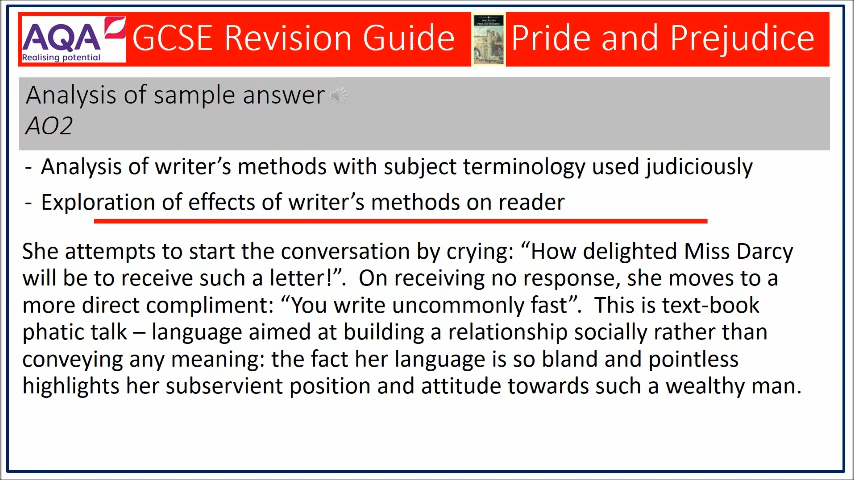 AQA GCSE Revision Guide Pride and Prejudice
Realising potential
Analysis of sample answer
AO2
- Analysis of writer's methods with subject terminology used judiciously
- Exploration of effects of writer's methods on reader
She attempts to start the conversation by crying: “How delighted Miss Darcy
will be to receive such a letter!”. On receiving no response, she moves to a
more direct compliment: “You write uncommonly fast”. This is text-book
phatic talk – language aimed at building a relationship socially rather than
conveying any meaning: the fact her language is so bland and pointless
highlights her subservient position and attitude towards such a wealthy man.